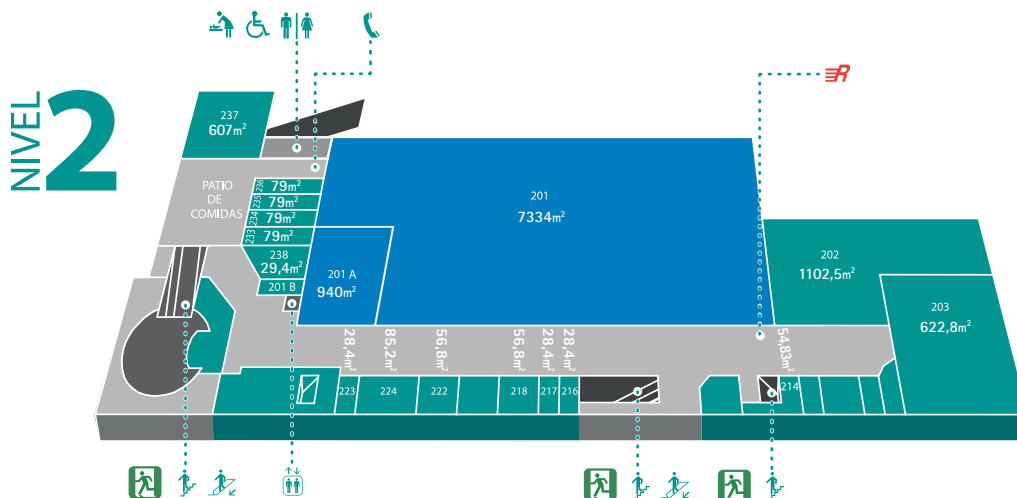 NIVEL
2
R
237
607m²
PATIO
DE
COMIDAS
236
79m²
235
79m²
234
79m²
233
79m²
238
29,4m²
201 B
201 A
940m²
201
7334m²
202
1102,5m²
203
622,8m²
28,4m²
85,2m²
56,8m²
56,8m²
28,4m²
28,4m²
54,83m²
223
224
222
218
217
216
214